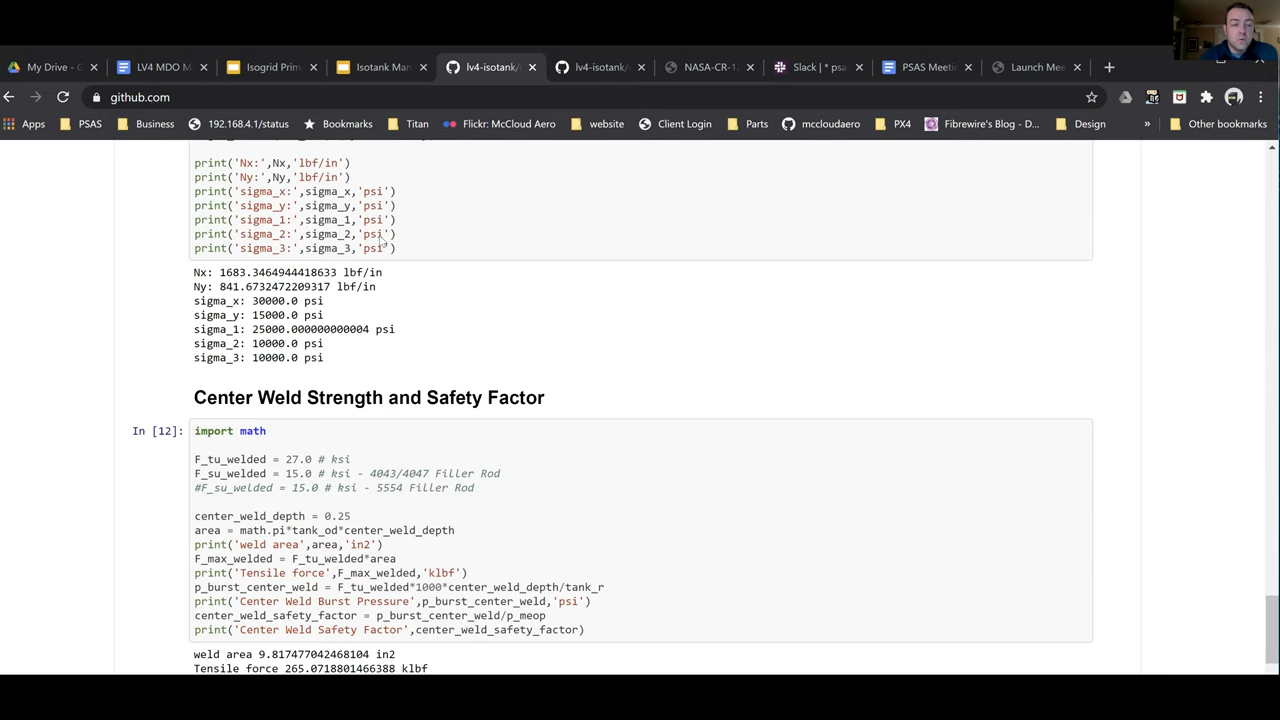 My Drive - G
LV4 MDO M
Isogrid Prim
Isotank Man
lv4-isotank/i
lv4-isotank/
NASA-CR-1
Slack | * psa
PSAS Meeti
Launch Mee
github.com
Apps
PSAS
Business
192.168.4.1/status
Bookmarks
Titan
Flickr: McCloud Aero
website
Client Login
Parts
mccloudaero
PX4
Fibrewire's Blog - D...
Design
»
Other bookmarks
print('Nx:',Nx,'lbf/in')
print('Ny:',Ny,'lbf/in')
print('sigma_x:',sigma_x,'psi')
print('sigma_y:',sigma_y,'psi')
print('sigma_1:',sigma_1,'psi')
print('sigma_2:',sigma_2,'psi')
print('sigma_3:',sigma_3,'psi')
Nx: 1683.3464944418633 lbf/in
Ny: 841.6732472209317 lbf/in
sigma_x: 30000.0 psi
sigma_y: 15000.0 psi
sigma_1: 25000.000000000004 psi
sigma_2: 10000.0 psi
sigma_3: 10000.0 psi
Center Weld Strength and Safety Factor
In [12]:
import math
F_tu_welded = 27.0 # ksi
F_su_welded = 15.0 # ksi - 4043/4047 Filler Rod
#F_su_welded = 15.0 # ksi - 5554 Filler Rod
center_weld_depth = 0.25
area = math.pi*tank_od*center_weld_depth
print('weld area',area,'in2')
F_max_welded = F_tu_welded*area
print('Tensile force',F_max_welded,'klbf')
p_burst_center_weld = F_tu_welded*1000*center_weld_depth/tank_r
print('Center Weld Burst Pressure',p_burst_center_weld,'psi')
center_weld_safety_factor = p_burst_center_weld/p_meop
print('Center Weld Safety Factor',center_weld_safety_factor)
weld area 9.817477042468104 in2
Tensile force 265.0718801466388 klbf